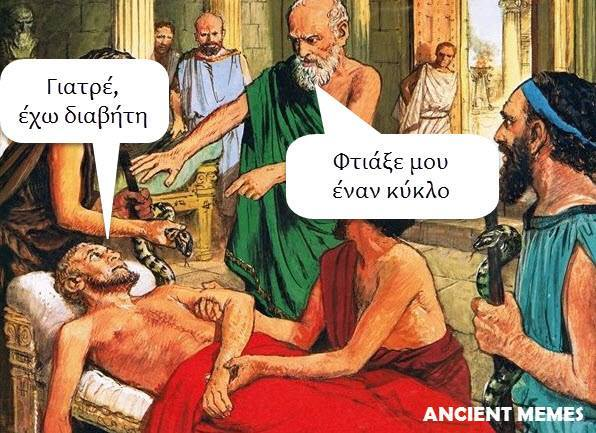 Γιατρέ,
έχω διαβήτη
Φτιάξε μου
έναν κύκλο
ANCIENT MEMES